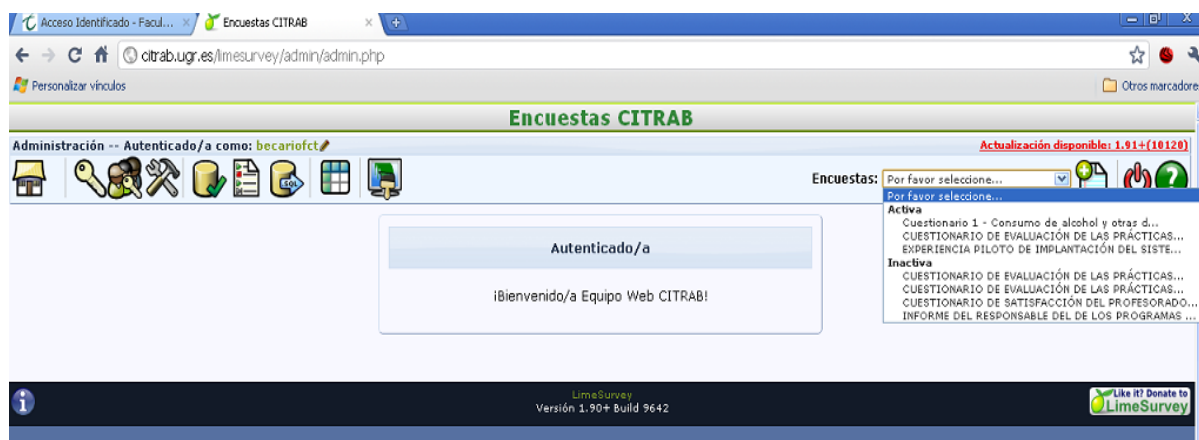 Acceso Identificado - Facul...
Encuestas CITRAB
citrab.ugr.es/limesurvey/admin/admin.php
Personalizar vínculos
Otros marcadore
Encuestas CITRAB
Administración -- Autenticado/a como: becariofct
Actualización disponible: 1.91+(10120)
SQL
Encuestas: Por favor seleccione...
Por favor seleccione...
Activa
Cuestionario 1 - Consumo de alcohol y otras d...
CUESTIONARIO DE EVALUACIÓN DE LAS PRÁCTICAS...
EXPERIENCIA PILOTO DE IMPLANTACIÓN DEL SISTE...
Inactiva
CUESTIONARIO DE EVALUACIÓN DE LAS PRÁCTICAS...
CUESTIONARIO DE EVALUACIÓN DE LAS PRÁCTICAS...
CUESTIONARIO DE SATISFACCIÓN DEL PROFESORADO...
INFORME DEL RESPONSABLE DEL DE LOS PROGRAMAS ...
Autenticado/a
¡Bienvenido/a Equipo Web CITRAB!
LimeSurvey
Versión 1.90+ Build 9642
Like it? Donate to
LimeSurvey